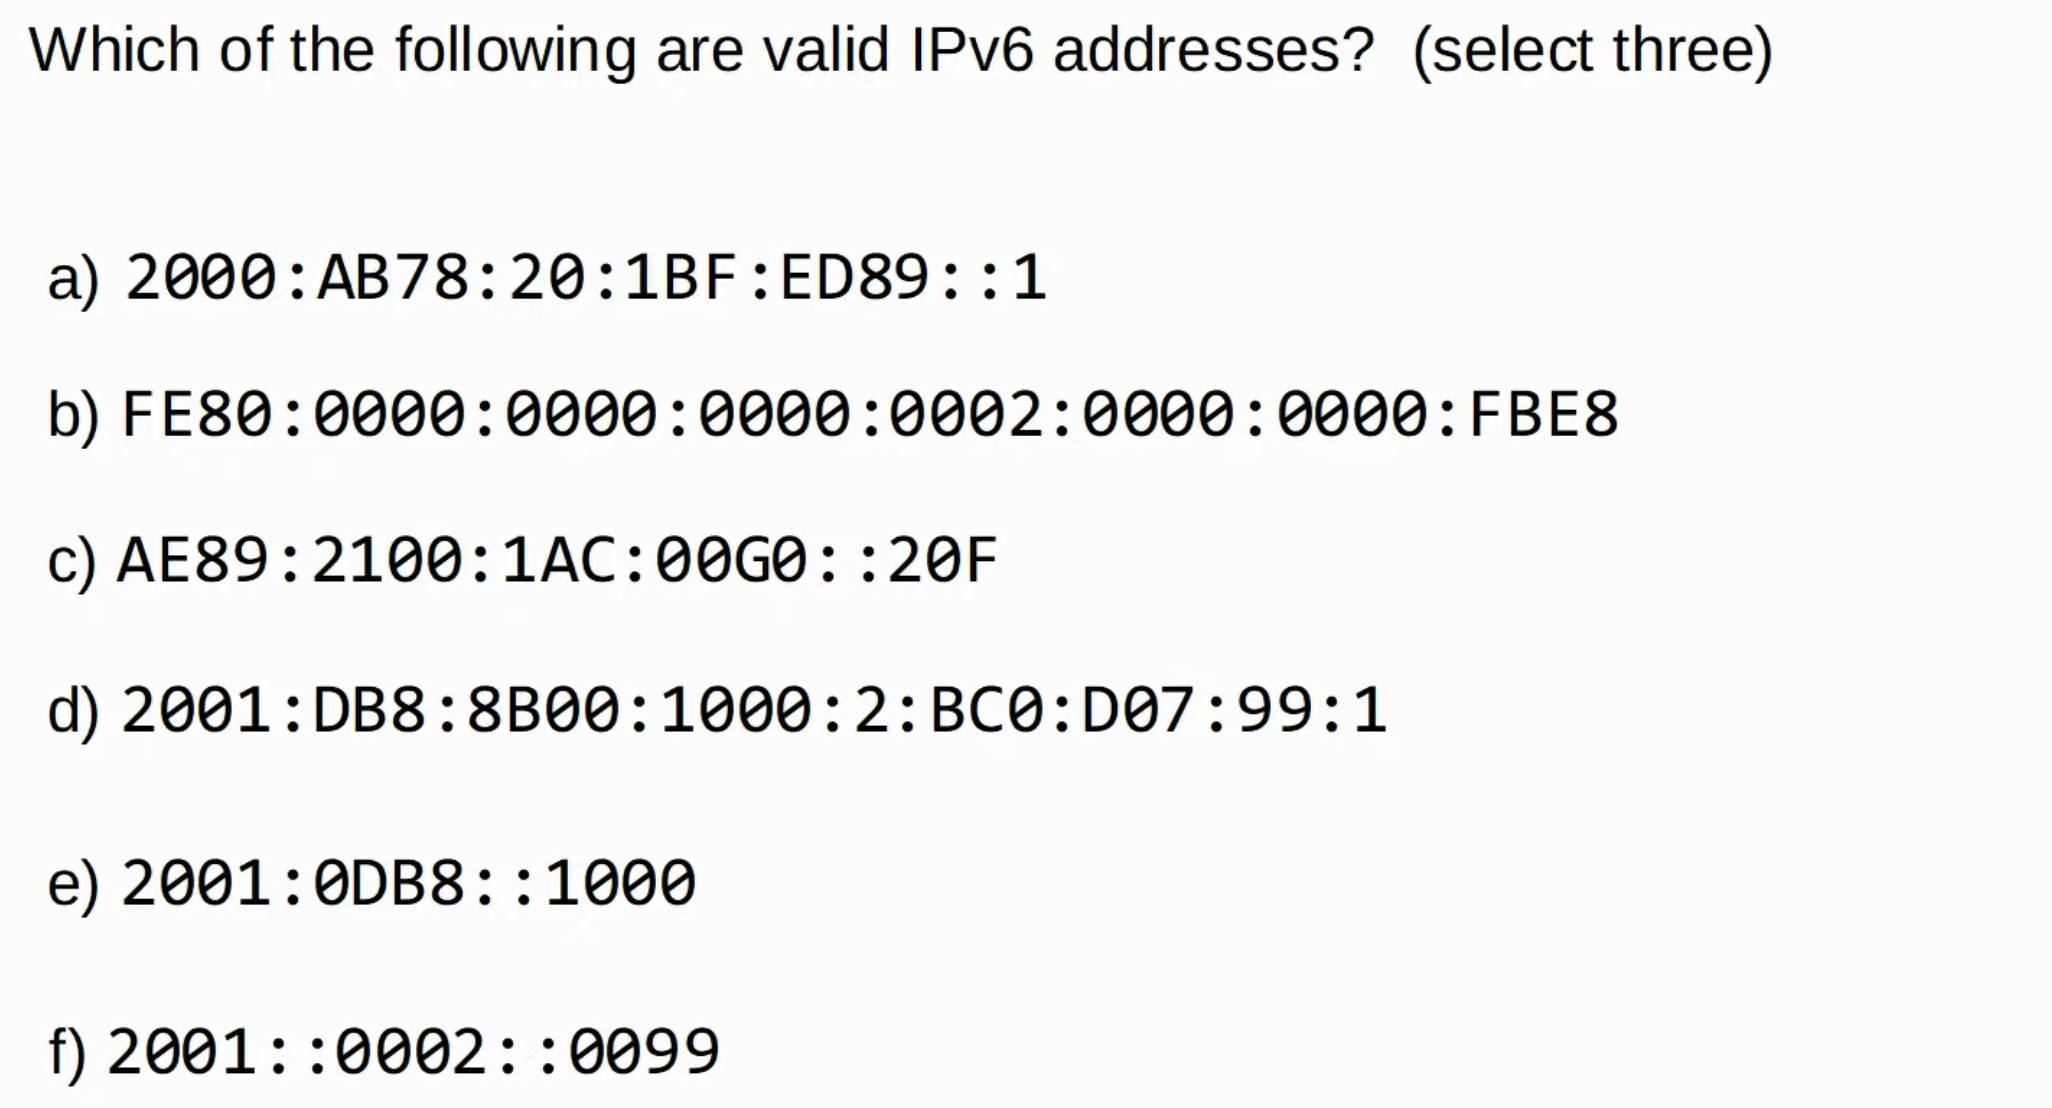 Which of the following are valid IPv6 addresses?  (select three)
a) 2000:AB78:20:1BF:ED89::1
b) FE80:0000:0000:0000:0002:0000:0000:FBE8
c) AE89:2100:1AC:00G0::20F
d) 2001:DB8:8B00:1000:2:BC0:D07:99:1
e) 2001:0DB8::1000
f) 2001::0002::0099